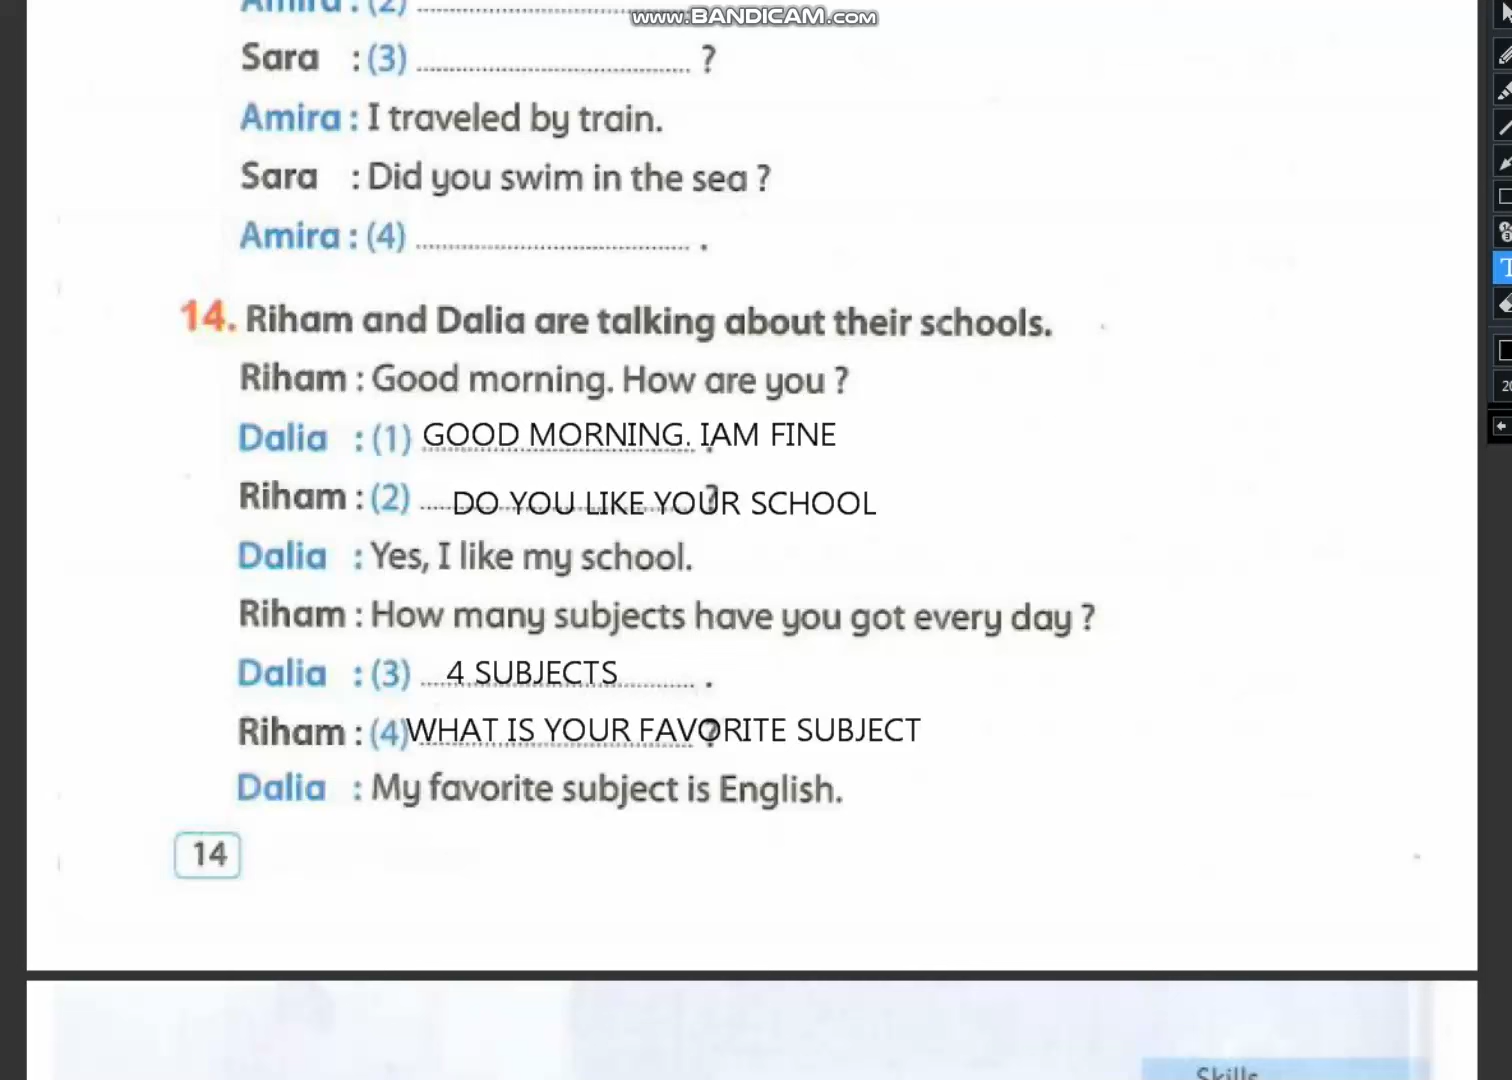 www.BANDICAM.com
Amira : (2) ........................
Sara : (3) ........................ ?
Amira : I traveled by train.
Sara : Did you swim in the sea ?
Amira : (4) ........................ .
14. Riham and Dalia are talking about their schools.
Riham : Good morning. How are you ?
Dalia : (1) GOOD MORNING. IAM FINE .
Riham : (2) DO YOU LIKE YOUR SCHOOL ?
Dalia : Yes, I like my school.
Riham : How many subjects have you got every day ?
Dalia : (3) 4 SUBJECTS .
Riham : (4) WHAT IS YOUR FAVORITE SUBJECT ?
Dalia : My favorite subject is English.
14
Skills